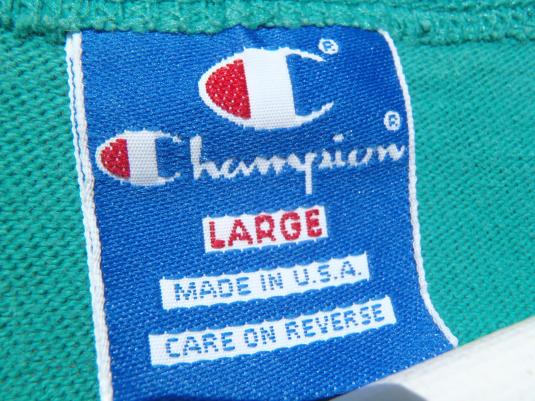 C®
Champion®
LARGE
MADE IN U.S.A.
CARE ON REVERSE